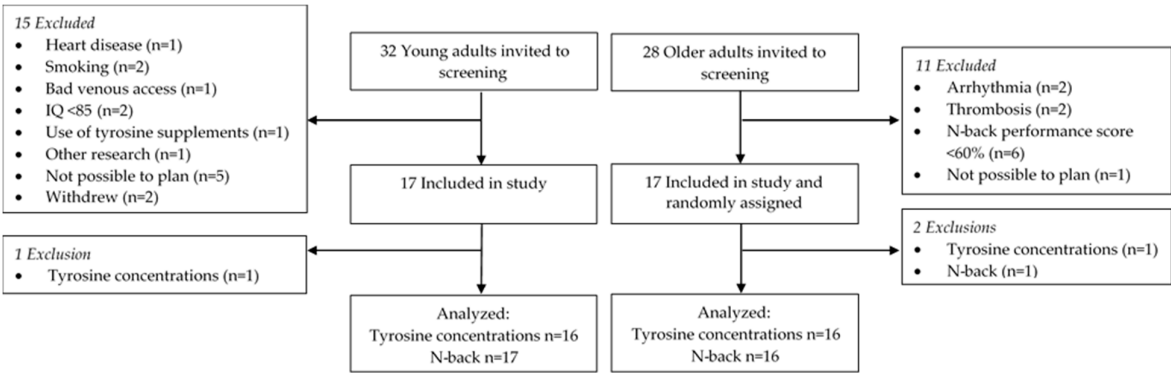 15 Excluded
• Heart disease (n=1)
• Smoking (n=2)
• Bad venous access (n=1)
• IQ <85 (n=2)
• Use of tyrosine supplements (n=1)
• Other research (n=1)
• Not possible to plan (n=5)
• Withdrew (n=2)
32 Young adults invited to
screening
28 Older adults invited to
screening
11 Excluded
• Arrhythmia (n=2)
• Thrombosis (n=2)
• N-back performance score
<60% (n=6)
• Not possible to plan (n=1)
17 Included in study
17 Included in study and
randomly assigned
1 Exclusion
• Tyrosine concentrations (n=1)
2 Exclusions
• Tyrosine concentrations (n=1)
• N-back (n=1)
Analyzed:
Tyrosine concentrations n=16
N-back n=17
Analyzed:
Tyrosine concentrations n=16
N-back n=16